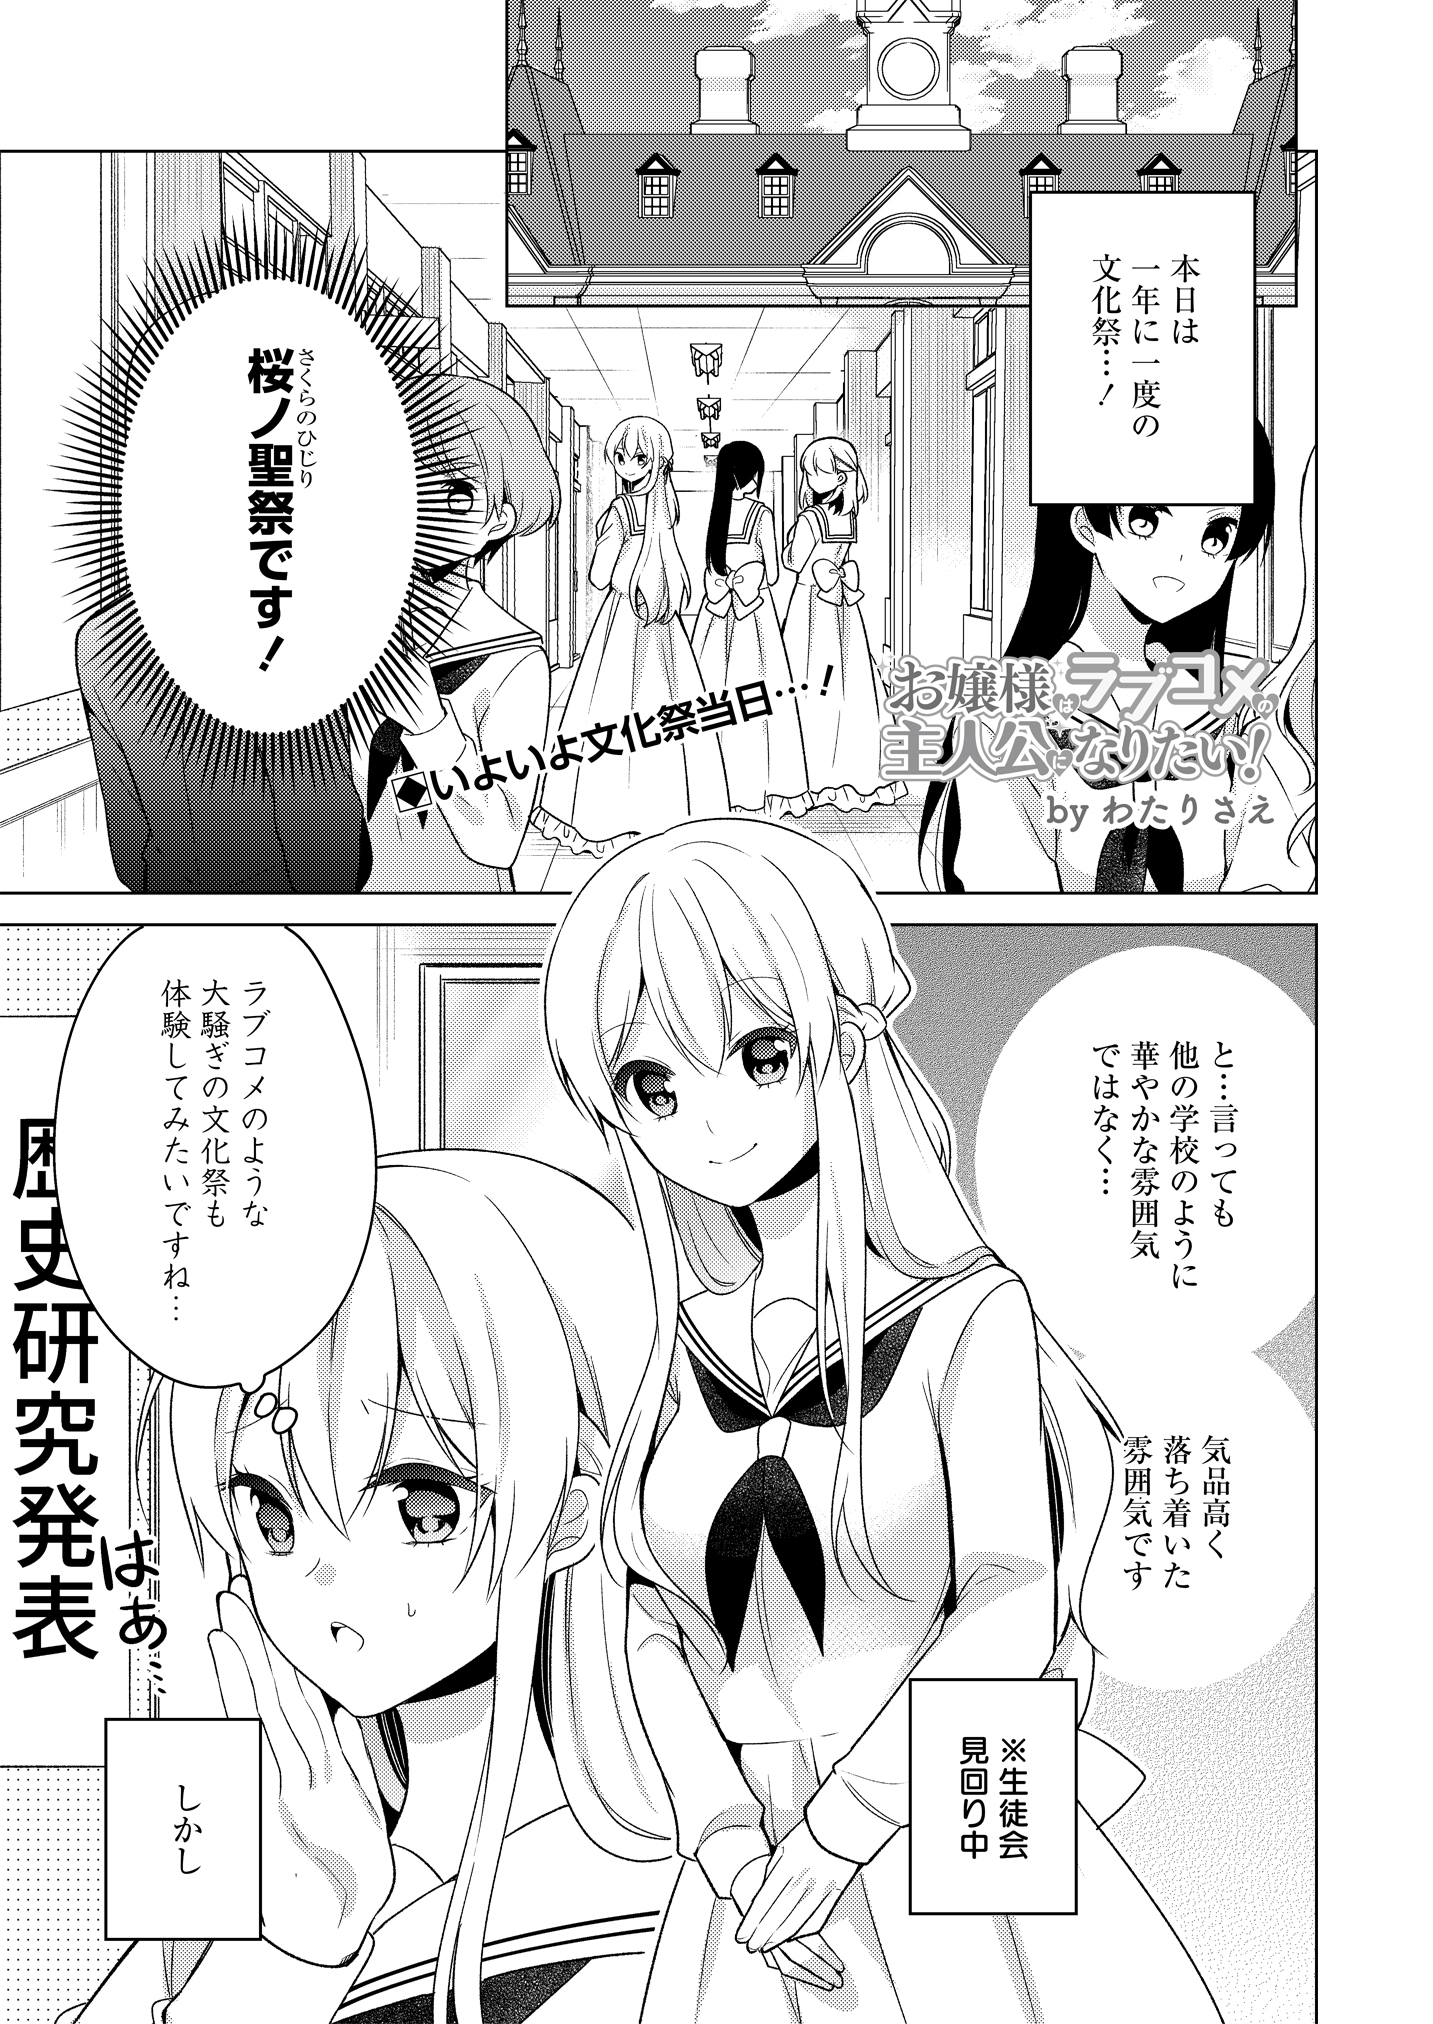 本日は
一年に一度の
文化祭…！
さくらのひじり
桜ノ聖祭です！
◆いよいよ文化祭当日…！
お嬢様はラブコメの
主人公になりたい！
by わたりさえ
と…言っても
他の学校のように
華やかな雰囲気
ではなく…
気品高く
落ち着いた
雰囲気です
※生徒会
見回り中
ラブコメのような
大騒ぎの文化祭も
体験してみたいですね…
歴史研究発表
はぁ…
しかし